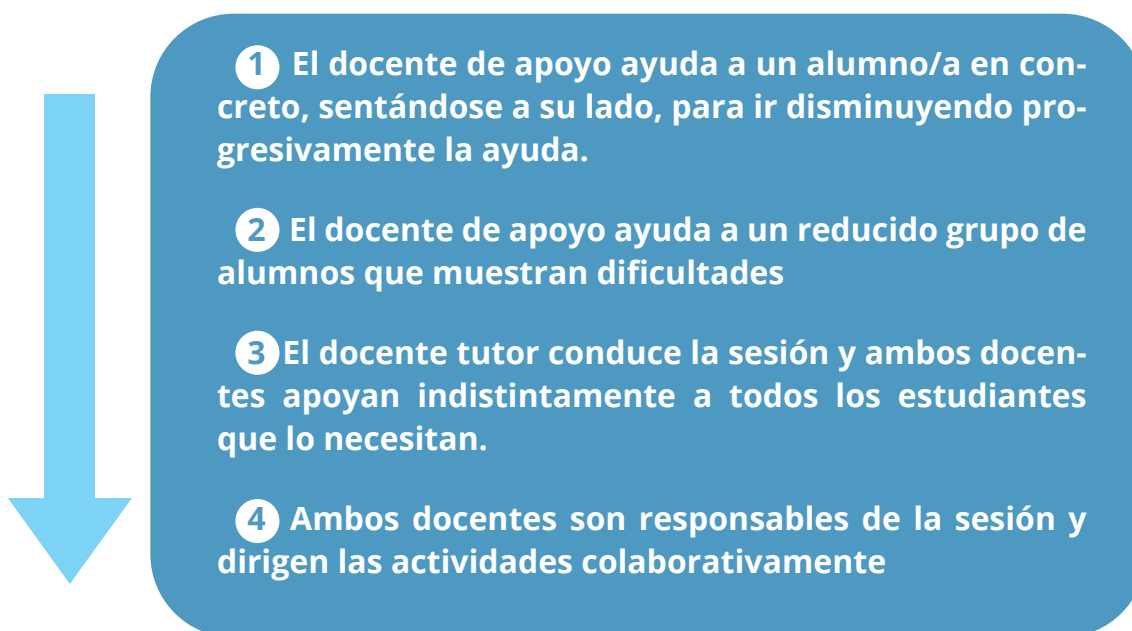 1 El docente de apoyo ayuda a un alumno/a en con-
creto, sentándose a su lado, para ir disminuyendo pro-
gresivamente la ayuda.
2 El docente de apoyo ayuda a un reducido grupo de
alumnos que muestran dificultades
3 El docente tutor conduce la sesión y ambos docen-
tes apoyan indistintamente a todos los estudiantes
que lo necesitan.
4 Ambos docentes son responsables de la sesión y
dirigen las actividades colaborativamente